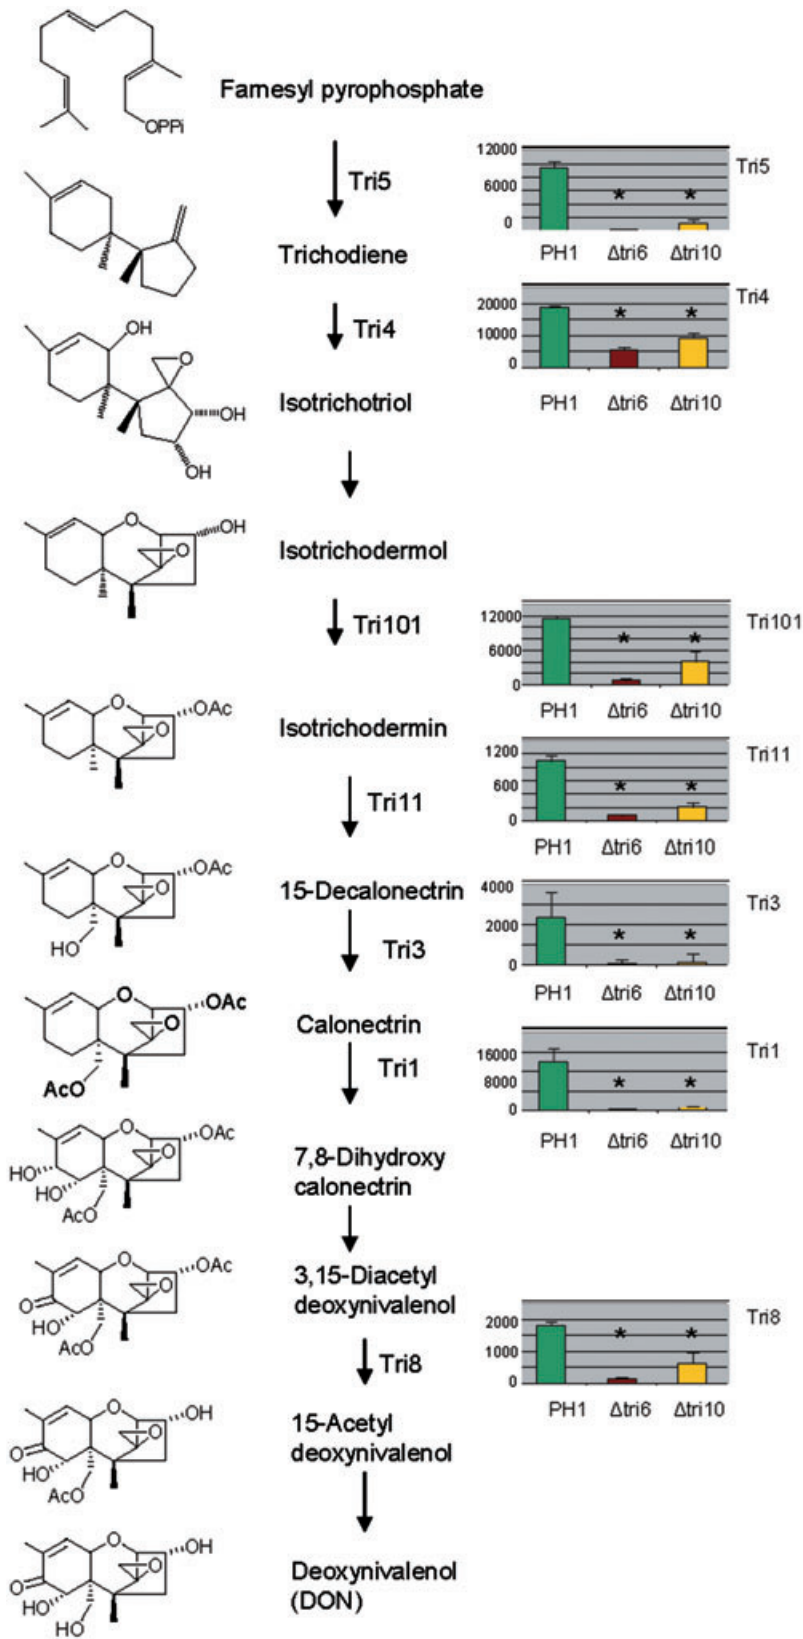 OPPi
Farnesyl pyrophosphate
Tri5
12000
6000
0
* *
PH1 Δtri6 Δtri10
Tri5
Trichodiene
Tri4
20000
10000
0
* *
PH1 Δtri6 Δtri10
Tri4
OH
O
OH
OH
Isotrichotriol
O
OH
O
Isotrichodermol
Tri101
12000
6000
0
* *
PH1 Δtri6 Δtri10
Tri101
O
OAc
O
Isotrichodermin
Tri11
1200
600
0
* *
PH1 Δtri6 Δtri10
Tri11
O
OAc
O
HO
15-Decalonectrin
Tri3
4000
2000
0
* *
PH1 Δtri6 Δtri10
Tri3
O
OAc
O
AcO
Calonectrin
Tri1
16000
8000
0
* *
PH1 Δtri6 Δtri10
Tri1
O
OAc
O
HO
HO
AcO
7,8-Dihydroxy
calonectrin
O
OAc
O
O
HO
AcO
3,15-Diacetyl
deoxynivalenol
Tri8
2000
1000
0
* *
PH1 Δtri6 Δtri10
Tri8
O
OH
O
O
HO
AcO
15-Acetyl
deoxynivalenol
O
OH
O
O
HO
HO
Deoxynivalenol
(DON)